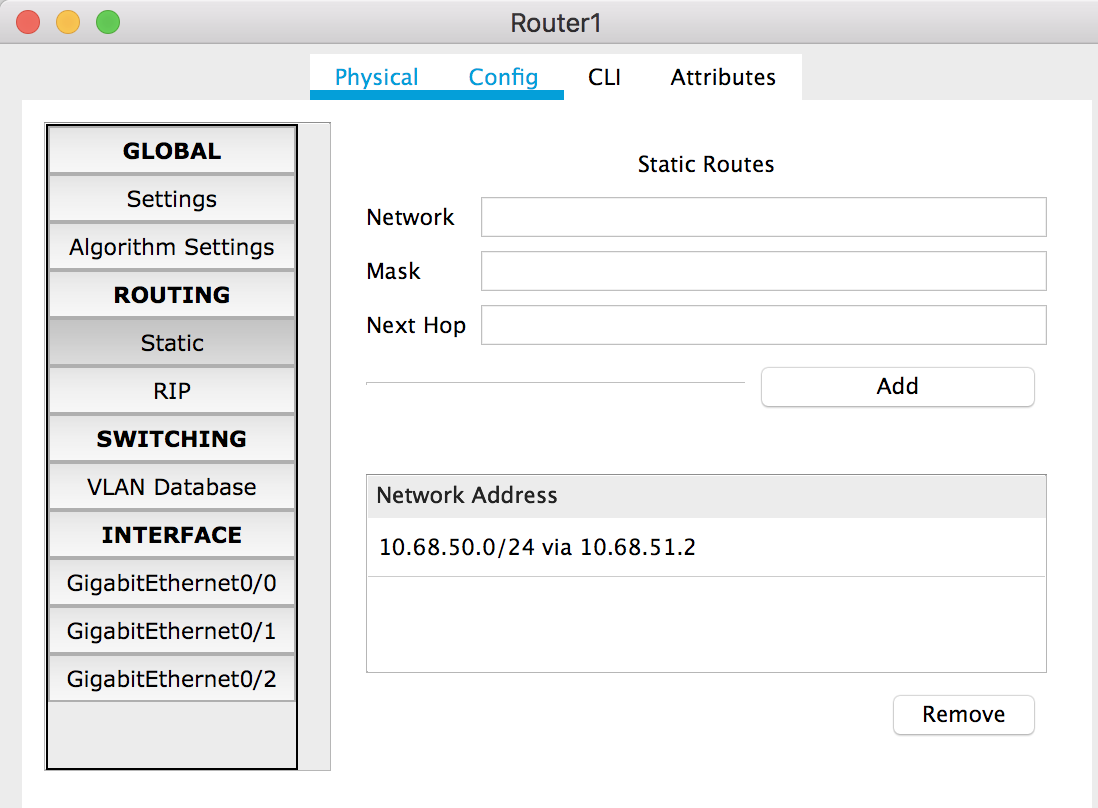 Router1
Physical Config CLI Attributes
GLOBAL
Settings
Algorithm Settings
ROUTING
Static
RIP
SWITCHING
VLAN Database
INTERFACE
GigabitEthernet0/0
GigabitEthernet0/1
GigabitEthernet0/2
Static Routes
Network
Mask
Next Hop
Add
Network Address
10.68.50.0/24 via 10.68.51.2
Remove